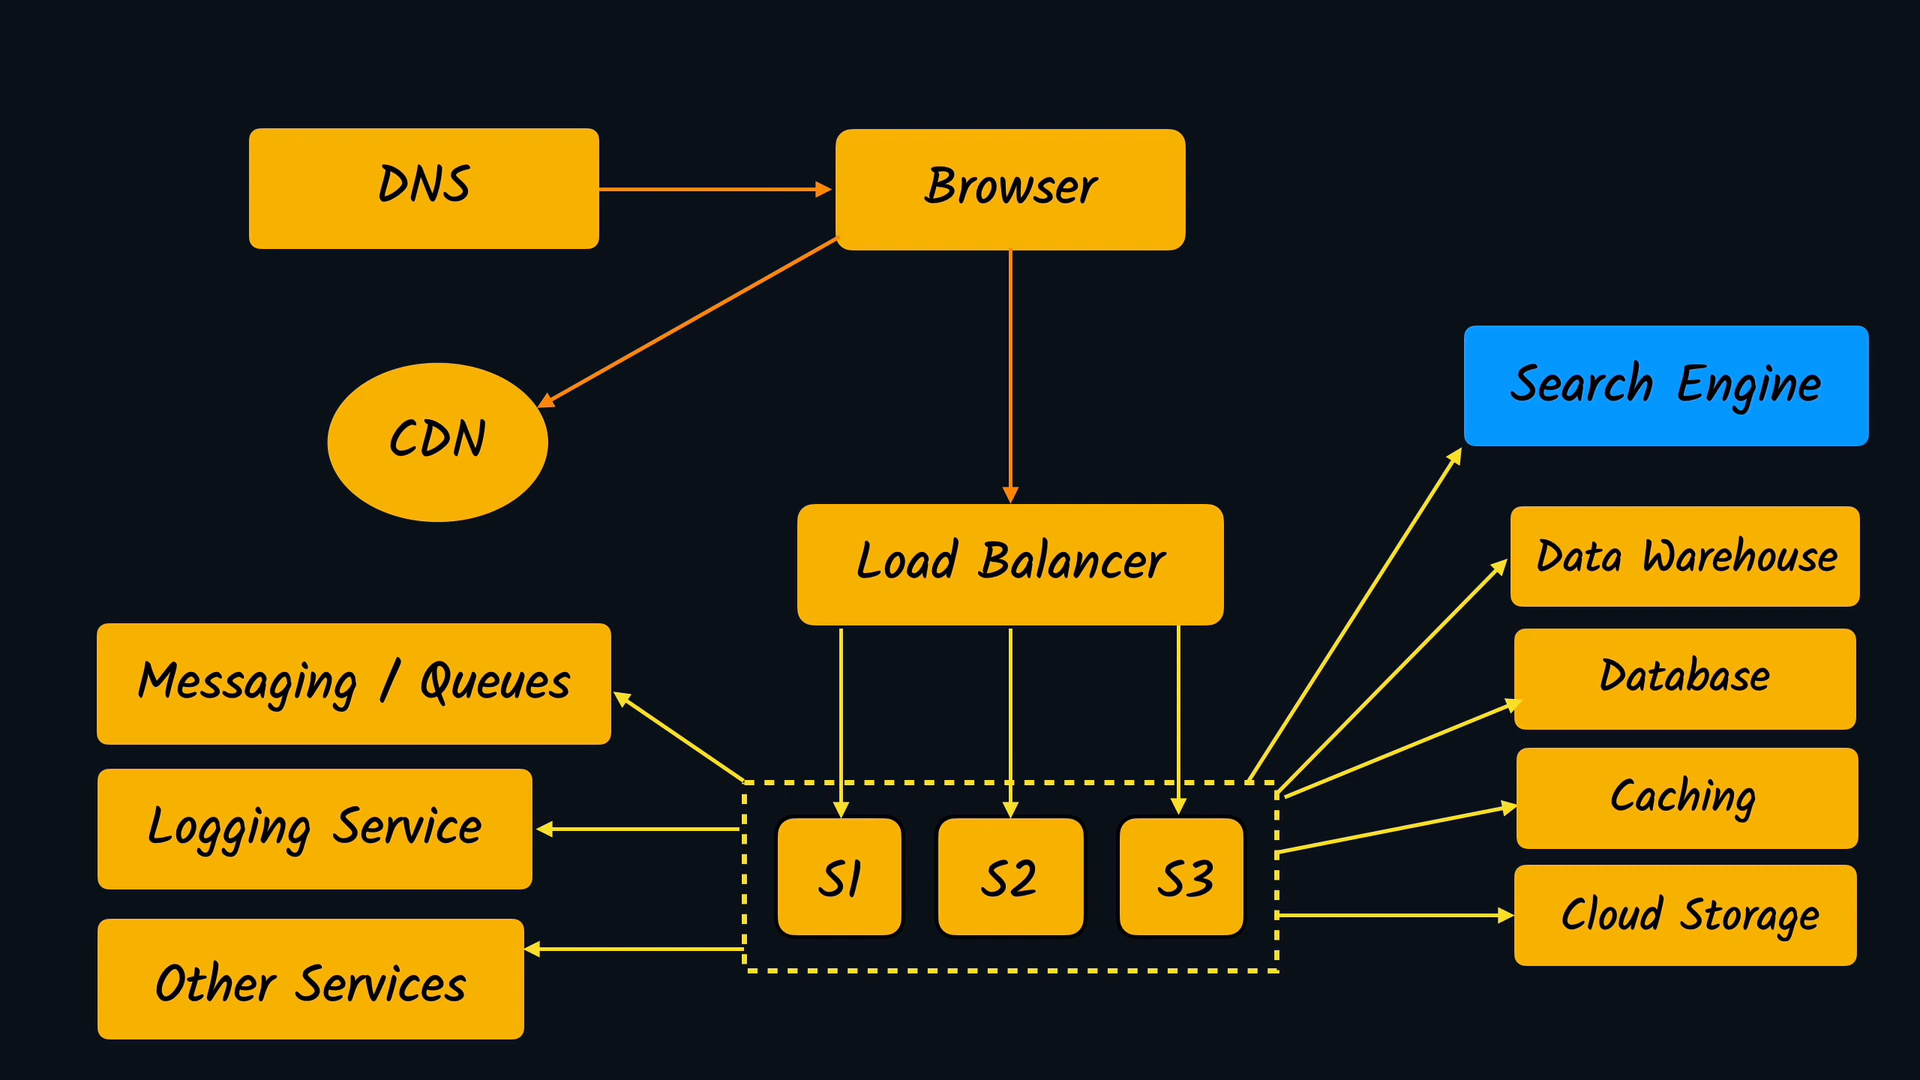 DNS
Browser
CDN
Search Engine
Load Balancer
Data Warehouse
Messaging / Queues
Database
Logging Service
Caching
S1
S2
S3
Cloud Storage
Other Services